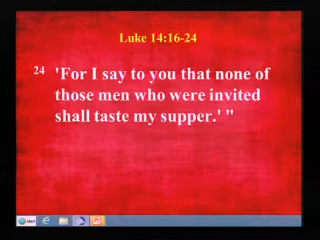 Luke 14:16-24
24 'For I say to you that none of
those men who were invited
shall taste my supper.' "
start